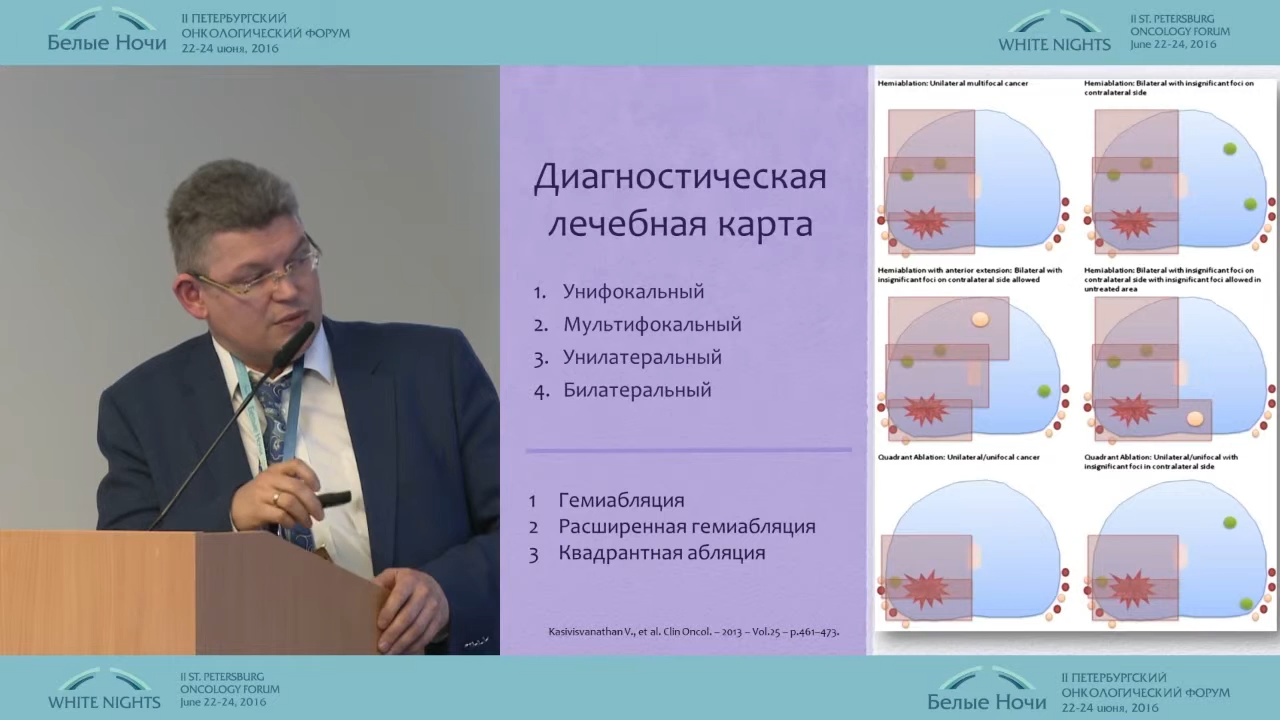 Белые Ночи
II ПЕТЕРБУРГСКИЙ
ОНКОЛОГИЧЕСКИЙ ФОРУМ
22-24 июня, 2016
WHITE NIGHTS
II ST. PETERSBURG
ONCOLOGY FORUM
June 22-24, 2016
Диагностическая
лечебная карта
1. Унифокальный
2. Мультифокальный
3. Унилатеральный
4. Билатеральный
1 Гемиабляция
2 Расширенная гемиабляция
3 Квадрантная абляция
Kasivisvanathan V., et al. Clin Oncol. – 2013 – Vol.25 – p.461–473.
Hemiablation: Unilateral multifocal cancer
Hemiablation: Bilateral with insignificant foci on
contralateral side
Hemiablation with anterior extension: Bilateral with
insignificant foci on contralateral side allowed
Hemiablation: Bilateral with insignificant foci on
contralateral side with insignificant foci allowed in
untreated area
Quadrant Ablation: Unilateral/unifocal cancer
Quadrant Ablation: Unilateral/unifocal with
insignificant foci in contralateral side
WHITE NIGHTS
II ST. PETERSBURG
ONCOLOGY FORUM
June 22-24, 2016
Белые Ночи
II ПЕТЕРБУРГСКИЙ
ОНКОЛОГИЧЕСКИЙ ФОРУМ
22-24 июня, 2016